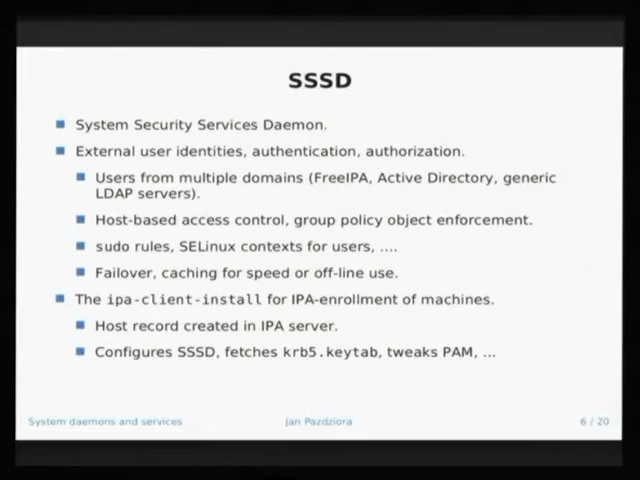 SSSD
System Security Services Daemon.
External user identities, authentication, authorization.
Users from multiple domains (FreeIPA, Active Directory, generic
LDAP servers).
Host-based access control, group policy object enforcement.
sudo rules, SELinux contexts for users, ....
Failover, caching for speed or off-line use.
The ipa-client-install for IPA-enrollment of machines.
Host record created in IPA server.
Configures SSSD, fetches krb5.keytab, tweaks PAM, ...
System daemons and services Jan Pazdziora 6 / 20